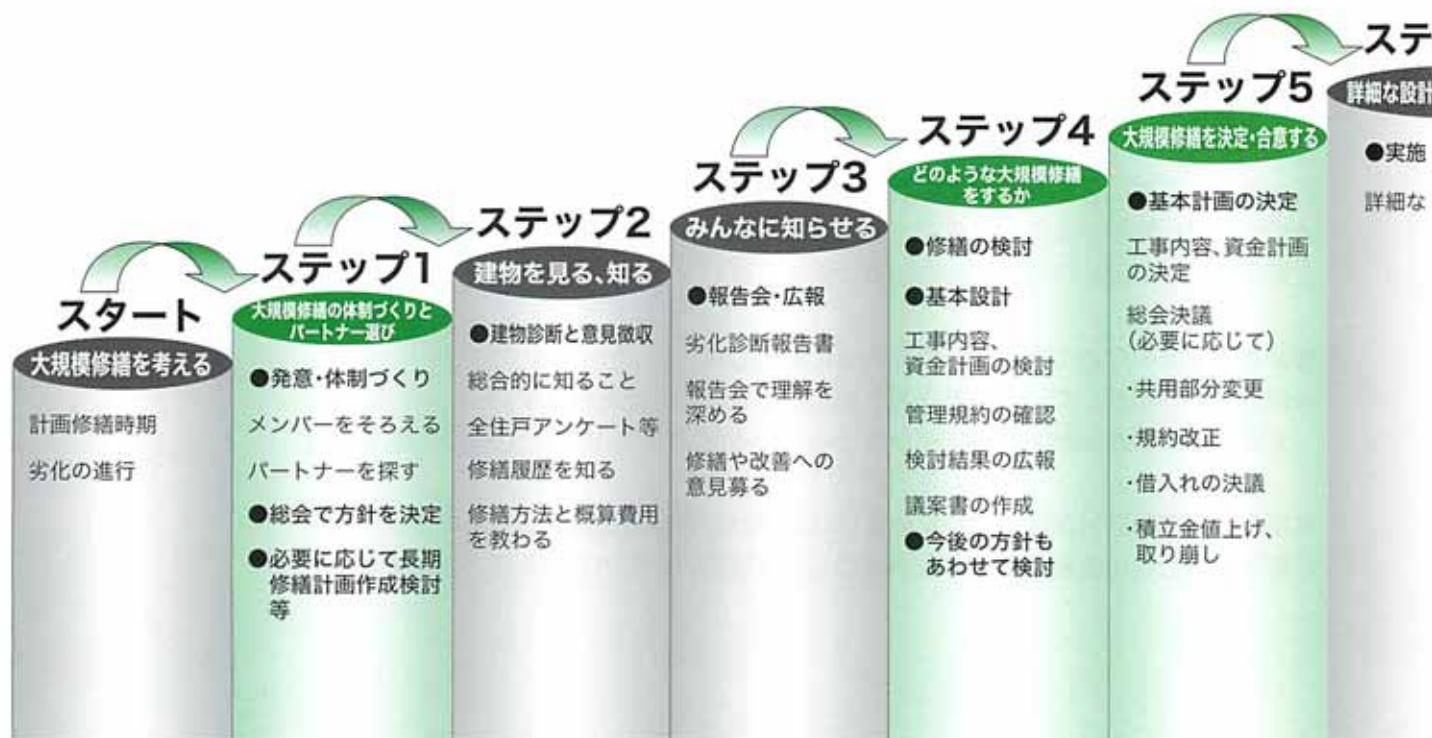 スタート
大規模修繕を考える
計画修繕時期
劣化の進行
ステップ1
大規模修繕の体制づくりと
パートナー選び
●発意・体制づくり
メンバーをそろえる
パートナーを探す
●総会で方針を決定
●必要に応じて長期
修繕計画作成検討
等
ステップ2
建物を見る、知る
●建物診断と意見徴収
総合的に知ること
全住戸アンケート等
修繕履歴を知る
修繕方法と概算費用
を教わる
ステップ3
みんなに知らせる
●報告会・広報
劣化診断報告書
報告会で理解を
深める
修繕や改善への
意見募る
ステップ4
どのような大規模修繕
をするか
●修繕の検討
●基本設計
工事内容、
資金計画の検討
管理規約の確認
検討結果の広報
議案書の作成
●今後の方針も
あわせて検討
ステップ5
大規模修繕を決定・合意する
●基本計画の決定
工事内容、資金計画
の決定
総会決議
(必要に応じて)
・共用部分変更
・規約改正
・借入れの決議
・積立金値上げ、
取り崩し
ステ
詳細な設計
●実施
詳細な